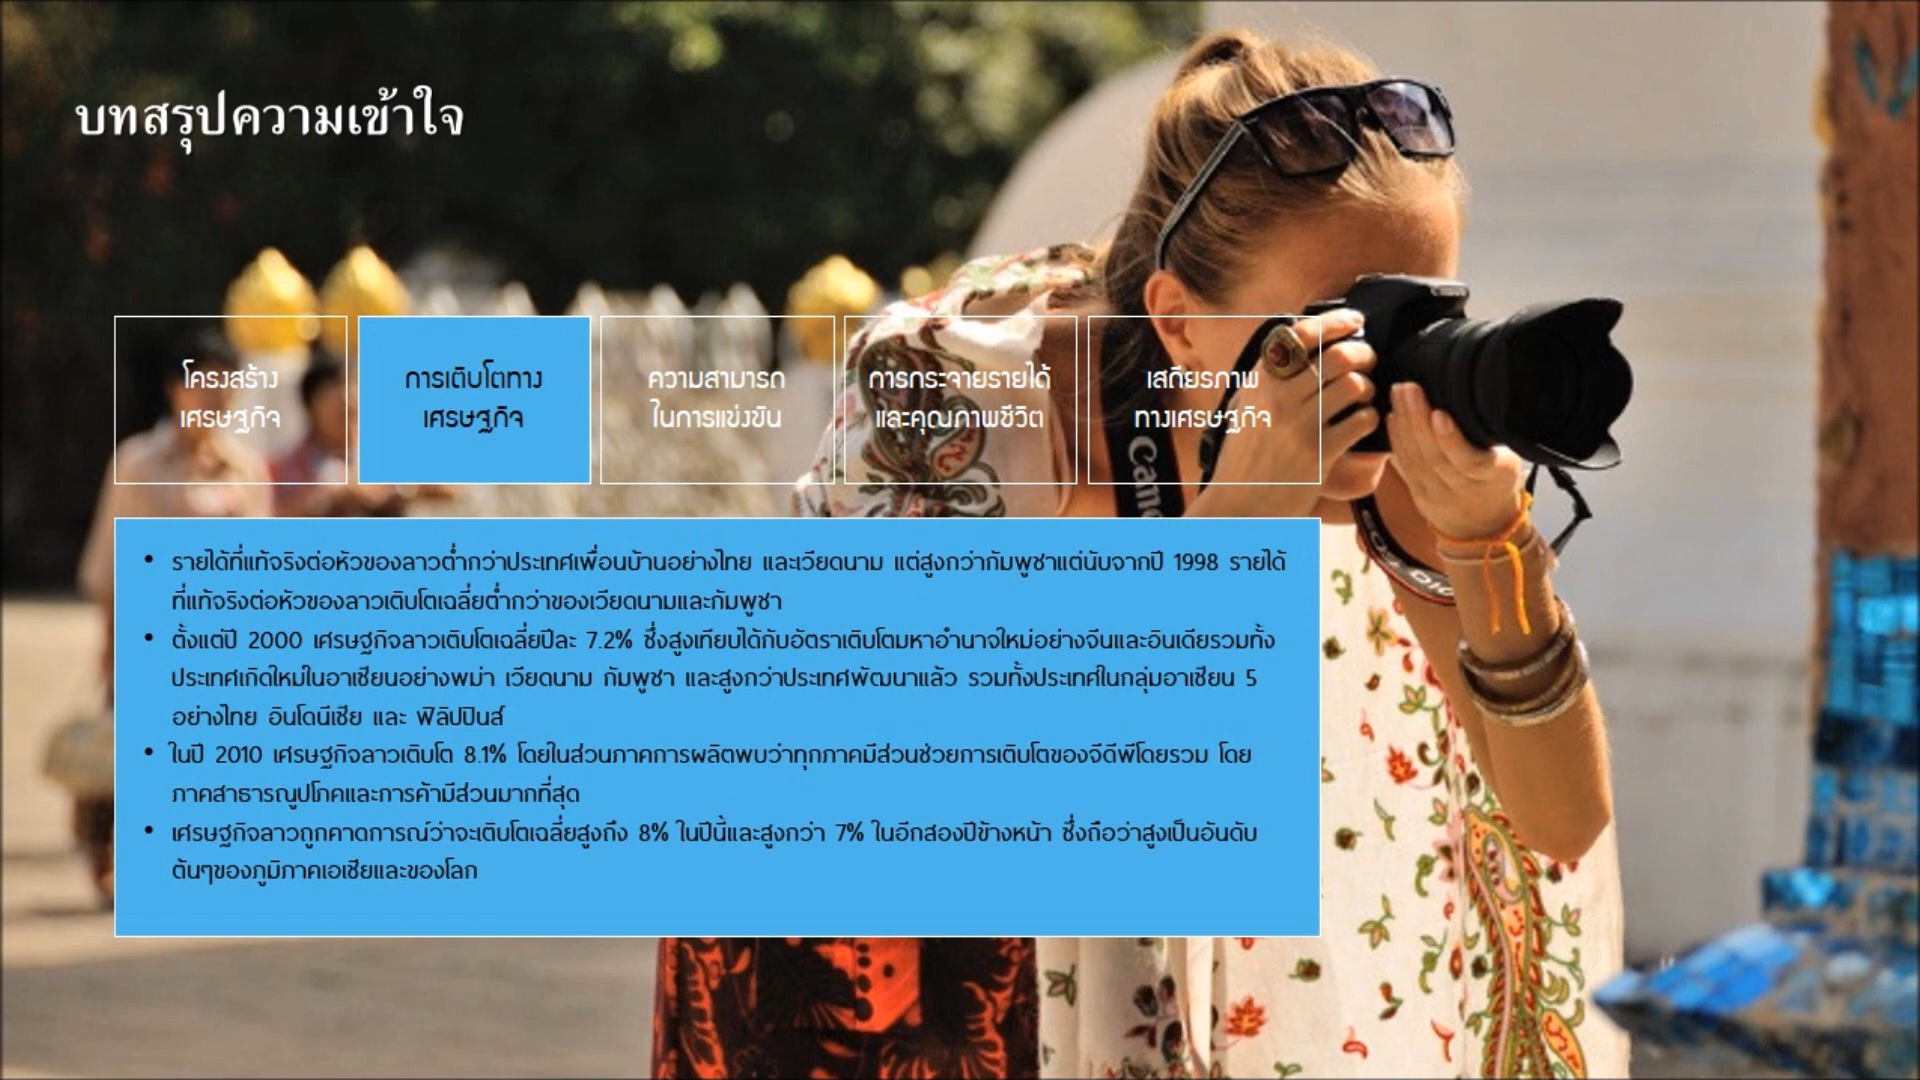 บทสรุปความเข้าใจ
โครงสร้าง
เศรษฐกิจ
การเติบโตทาง
เศรษฐกิจ
ความสามารถ
ในการแข่งขัน
การกระจายรายได้
และคุณภาพชีวิต
เสถียรภาพ
ทางเศรษฐกิจ
• รายได้ที่แท้จริงต่อหัวของลาวต่ำกว่าประเทศเพื่อนบ้านอย่างไทย และเวียดนาม แต่สูงกว่ากัมพูชาแต่นับจากปี 1998 รายได้
ที่แท้จริงต่อหัวของลาวเติบโตเฉลี่ยต่ำกว่าของเวียดนามและกัมพูชา
• ตั้งแต่ปี 2000 เศรษฐกิจลาวเติบโตเฉลี่ยปีละ 7.2% ซึ่งสูงเทียบได้กับอัตราเติบโตมหาอำนาจใหม่อย่างจีนและอินเดียรวมทั้ง
ประเทศเกิดใหม่ในอาเซียนอย่างพม่า เวียดนาม กัมพูชา และสูงกว่าประเทศพัฒนาแล้ว รวมทั้งประเทศในกลุ่มอาเซียน 5
อย่างไทย อินโดนีเซีย และ ฟิลิปปินส์
• ในปี 2010 เศรษฐกิจลาวเติบโต 8.1% โดยในส่วนภาคการผลิตพบว่าทุกภาคมีส่วนช่วยการเติบโตของจีดีพีโดยรวม โดย
ภาคสาธารณูปโภคและการค้ามีส่วนมากที่สุด
• เศรษฐกิจลาวถูกคาดการณ์ว่าจะเติบโตเฉลี่ยสูงถึง 8% ในปีนี้และสูงกว่า 7% ในอีกสองปีข้างหน้า ซึ่งถือว่าสูงเป็นอันดับ
ต้นๆของภูมิภาคเอเชียและของโลก
Cano
EOS DIG